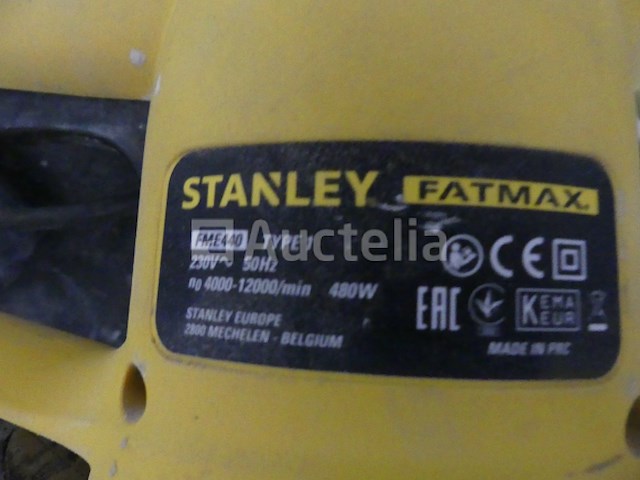 STANLEY FATMAX
FME440 TYPE 1
230V~ 50Hz
n₀ 4000-12000/min 480W
STANLEY EUROPE
2800 MECHELEN - BELGIUM
CE
EAC
KEMA
KEUR
MADE IN PRC
Auctelia